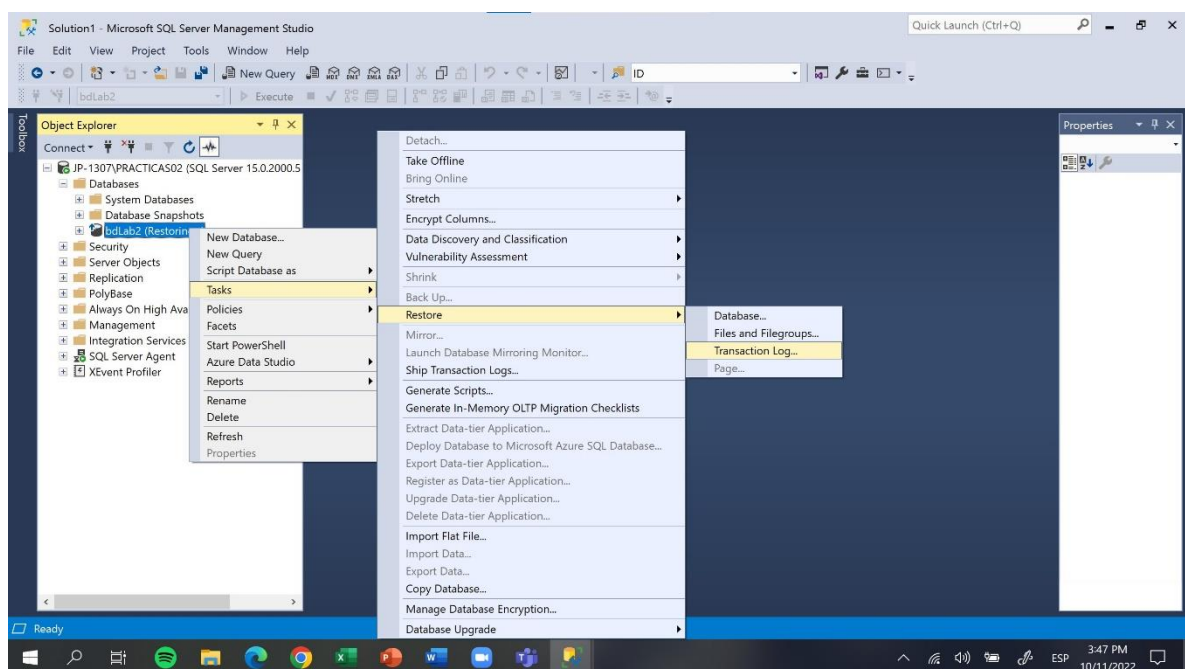 Solution1 - Microsoft SQL Server Management Studio
Quick Launch (Ctrl+Q)
File Edit View Project Tools Window Help
New Query MDX DMX XMLA DAX ID
bdLab2 Execute
Toolbox
Object Explorer
Connect
JP-1307\PRACTICAS02 (SQL Server 15.0.2000.5
Databases
System Databases
Database Snapshots
bdLab2 (Restorin
Security
Server Objects
Replication
PolyBase
Always On High Ava
Management
Integration Services
SQL Server Agent
XEvent Profiler
New Database...
New Query
Script Database as
Tasks
Policies
Facets
Start PowerShell
Azure Data Studio
Reports
Rename
Delete
Refresh
Properties
Detach...
Take Offline
Bring Online
Stretch
Encrypt Columns...
Data Discovery and Classification
Vulnerability Assessment
Shrink
Back Up...
Restore
Mirror...
Launch Database Mirroring Monitor...
Ship Transaction Logs...
Generate Scripts...
Generate In-Memory OLTP Migration Checklists
Extract Data-tier Application...
Deploy Database to Microsoft Azure SQL Database...
Export Data-tier Application...
Register as Data-tier Application...
Upgrade Data-tier Application...
Delete Data-tier Application...
Import Flat File...
Import Data...
Export Data...
Copy Database...
Manage Database Encryption...
Database Upgrade
Database...
Files and Filegroups...
Transaction Log...
Page...
Properties
Ready
ESP
3:47 PM
10/11/2022